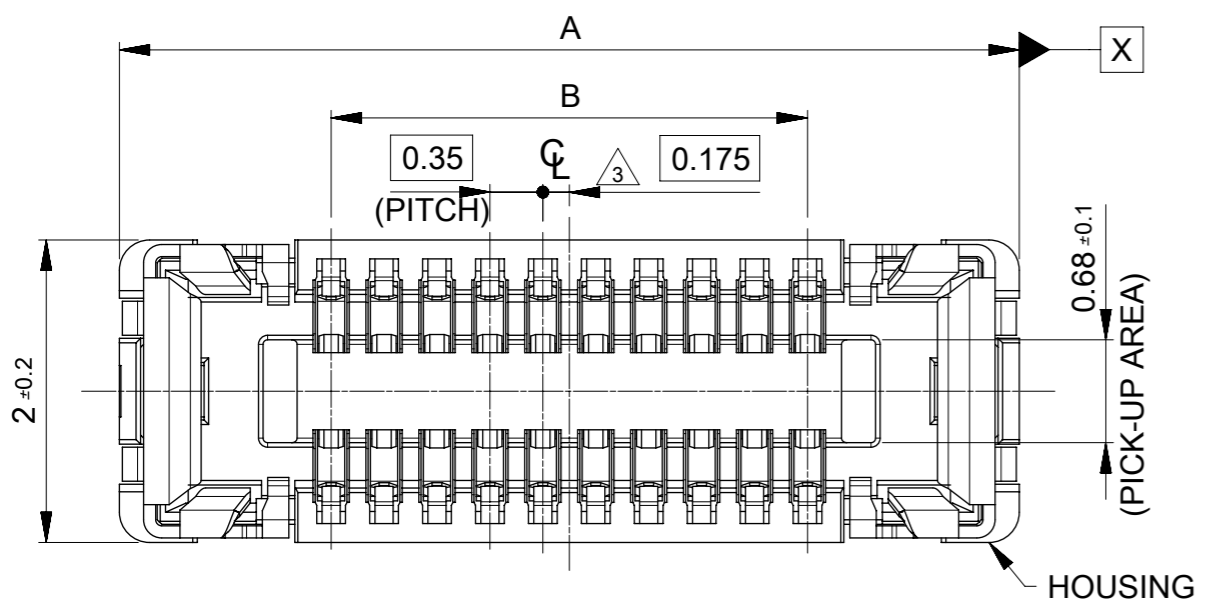 A
X
B
0.35
℄
3
0.175
(PITCH)
2 ±0.2
0.68 ±0.1
(PICK-UP AREA)
HOUSING